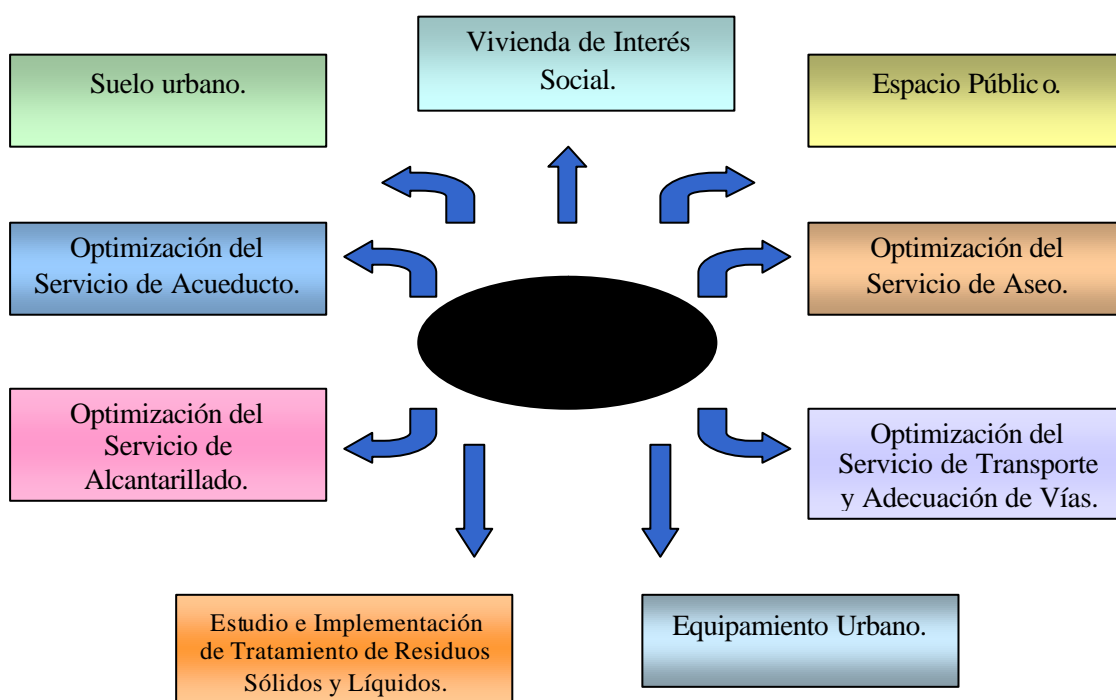 Vivienda de Interés
Social.
Suelo urbano.
Espacio Público.
Optimización del
Servicio de Acueducto.
Optimización del
Servicio de Aseo.
Optimización del
Servicio de
Alcantarillado.
Optimización del
Servicio de Transporte
y Adecuación de Vías.
Estudio e Implementación
de Tratamiento de Residuos
Sólidos y Líquidos.
Equipamiento Urbano.